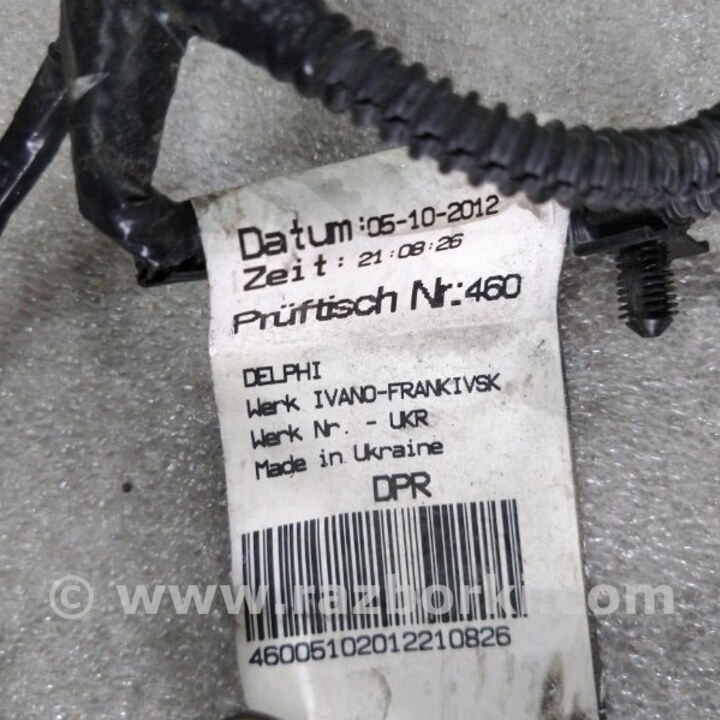 Datum:05-10-2012
Zeit: 21:08:26
Prüftisch Nr.:460
DELPHI
Werk IVANO-FRANKIVSK
Werk Nr. - UKR
Made in Ukraine
DPR
© www.razborki.com
46005102012210826